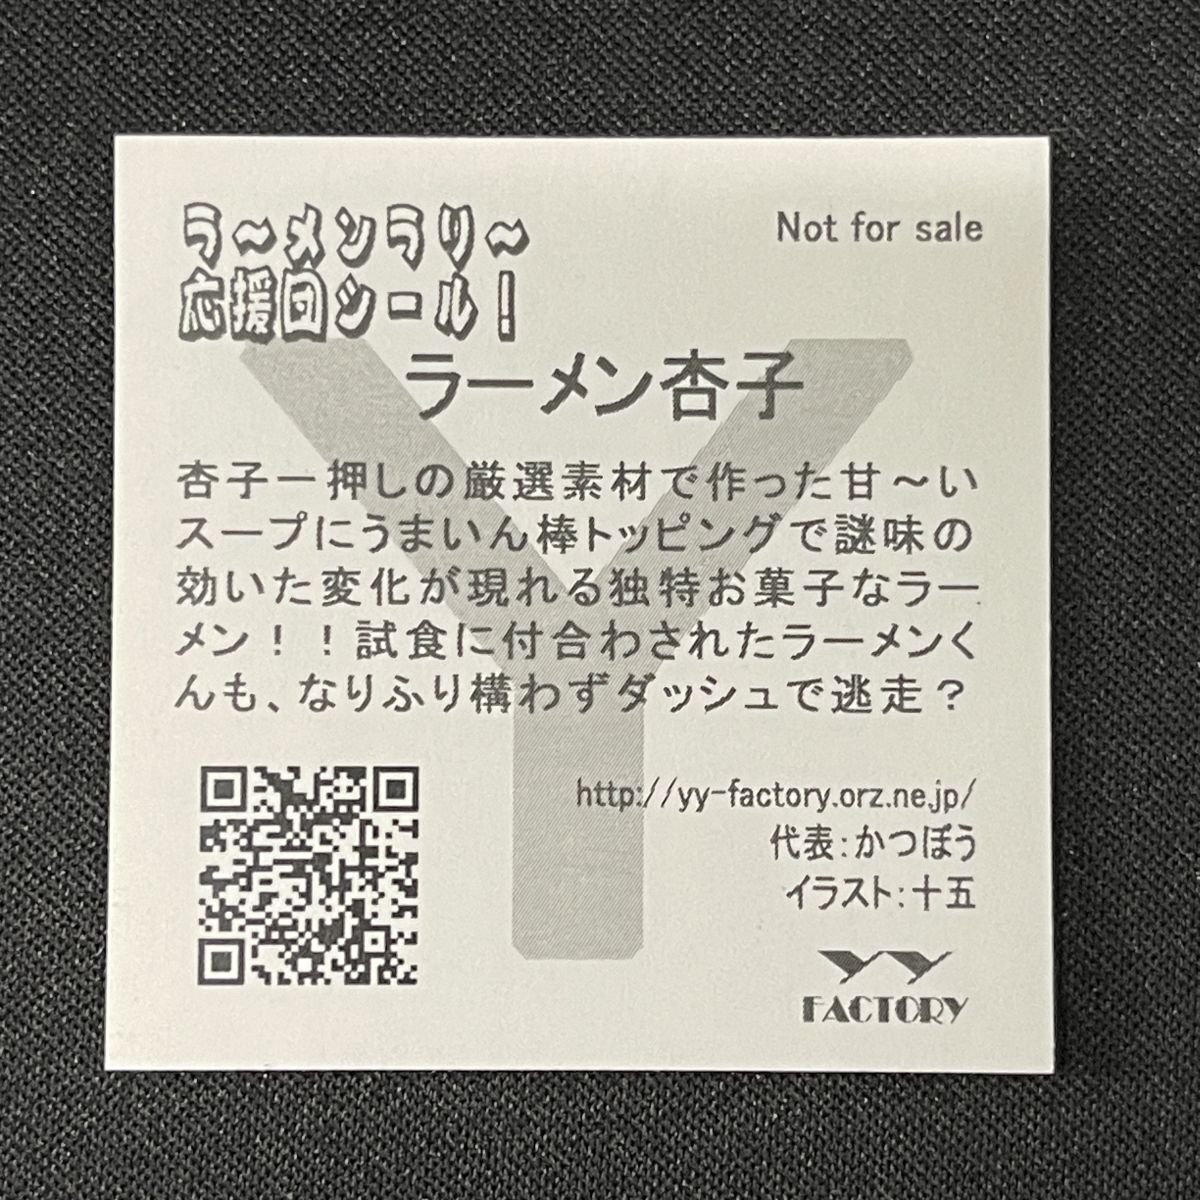 ラ～メンラリ～
応援団シール！
Not for sale
ラーメン杏子
杏子一押しの厳選素材で作った甘～い
スープにうまいん棒トッピングで謎味の
効いた変化が現れる独特お菓子なラー
メン！！試食に付合わされたラーメンく
んも、なりふり構わずダッシュで逃走？
http://yy-factory.orz.ne.jp/
代表:かつぼう
イラスト:十五
YY
FACTORY